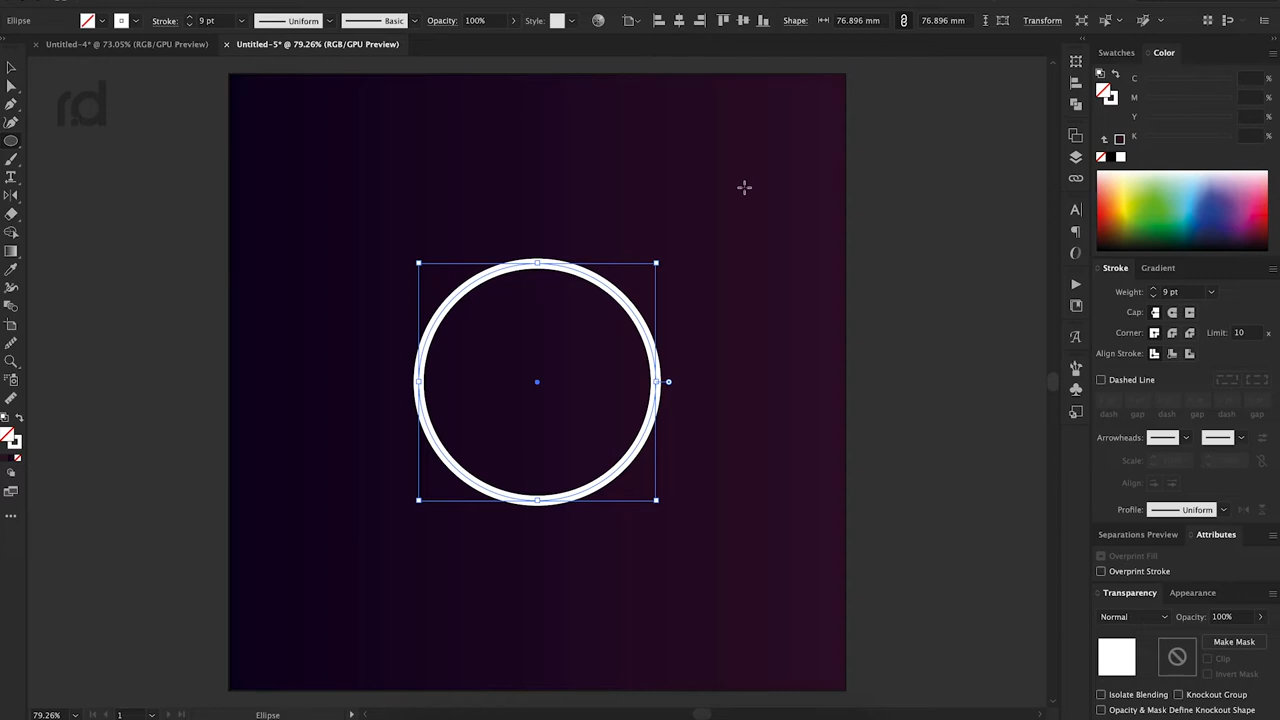 Ellipse Stroke: 9 pt Uniform Basic Opacity: 100% Style: Shape: 76.896 mm 76.896 mm Transform
× Untitled-4* @ 73.05% (RGB/GPU Preview) × Untitled-5* @ 79.26% (RGB/GPU Preview)
rd
Swatches Color
C %
M %
Y %
K %
Stroke Gradient
Weight: 9 pt
Cap:
Corner: Limit: 10 x
Align Stroke:
Dashed Line
dash gap dash gap dash gap
Arrowheads:
Scale:
Align:
Profile: Uniform
Separations Preview Attributes
Overprint Fill
Overprint Stroke
Transparency Appearance
Normal Opacity: 100%
Make Mask
Clip
Invert Mask
Isolate Blending Knockout Group
Opacity & Mask Define Knockout Shape
79.26% 1 Ellipse